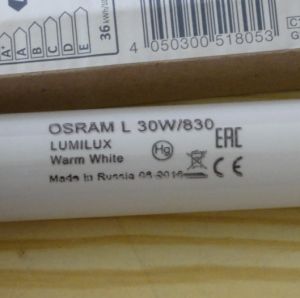 A+
A
B
C
D
E
36
4 050300 518053
OSRAM L 30W/830
LUMILUX
Warm White
Hg
EAC
CE
Made in Russia 08 2016